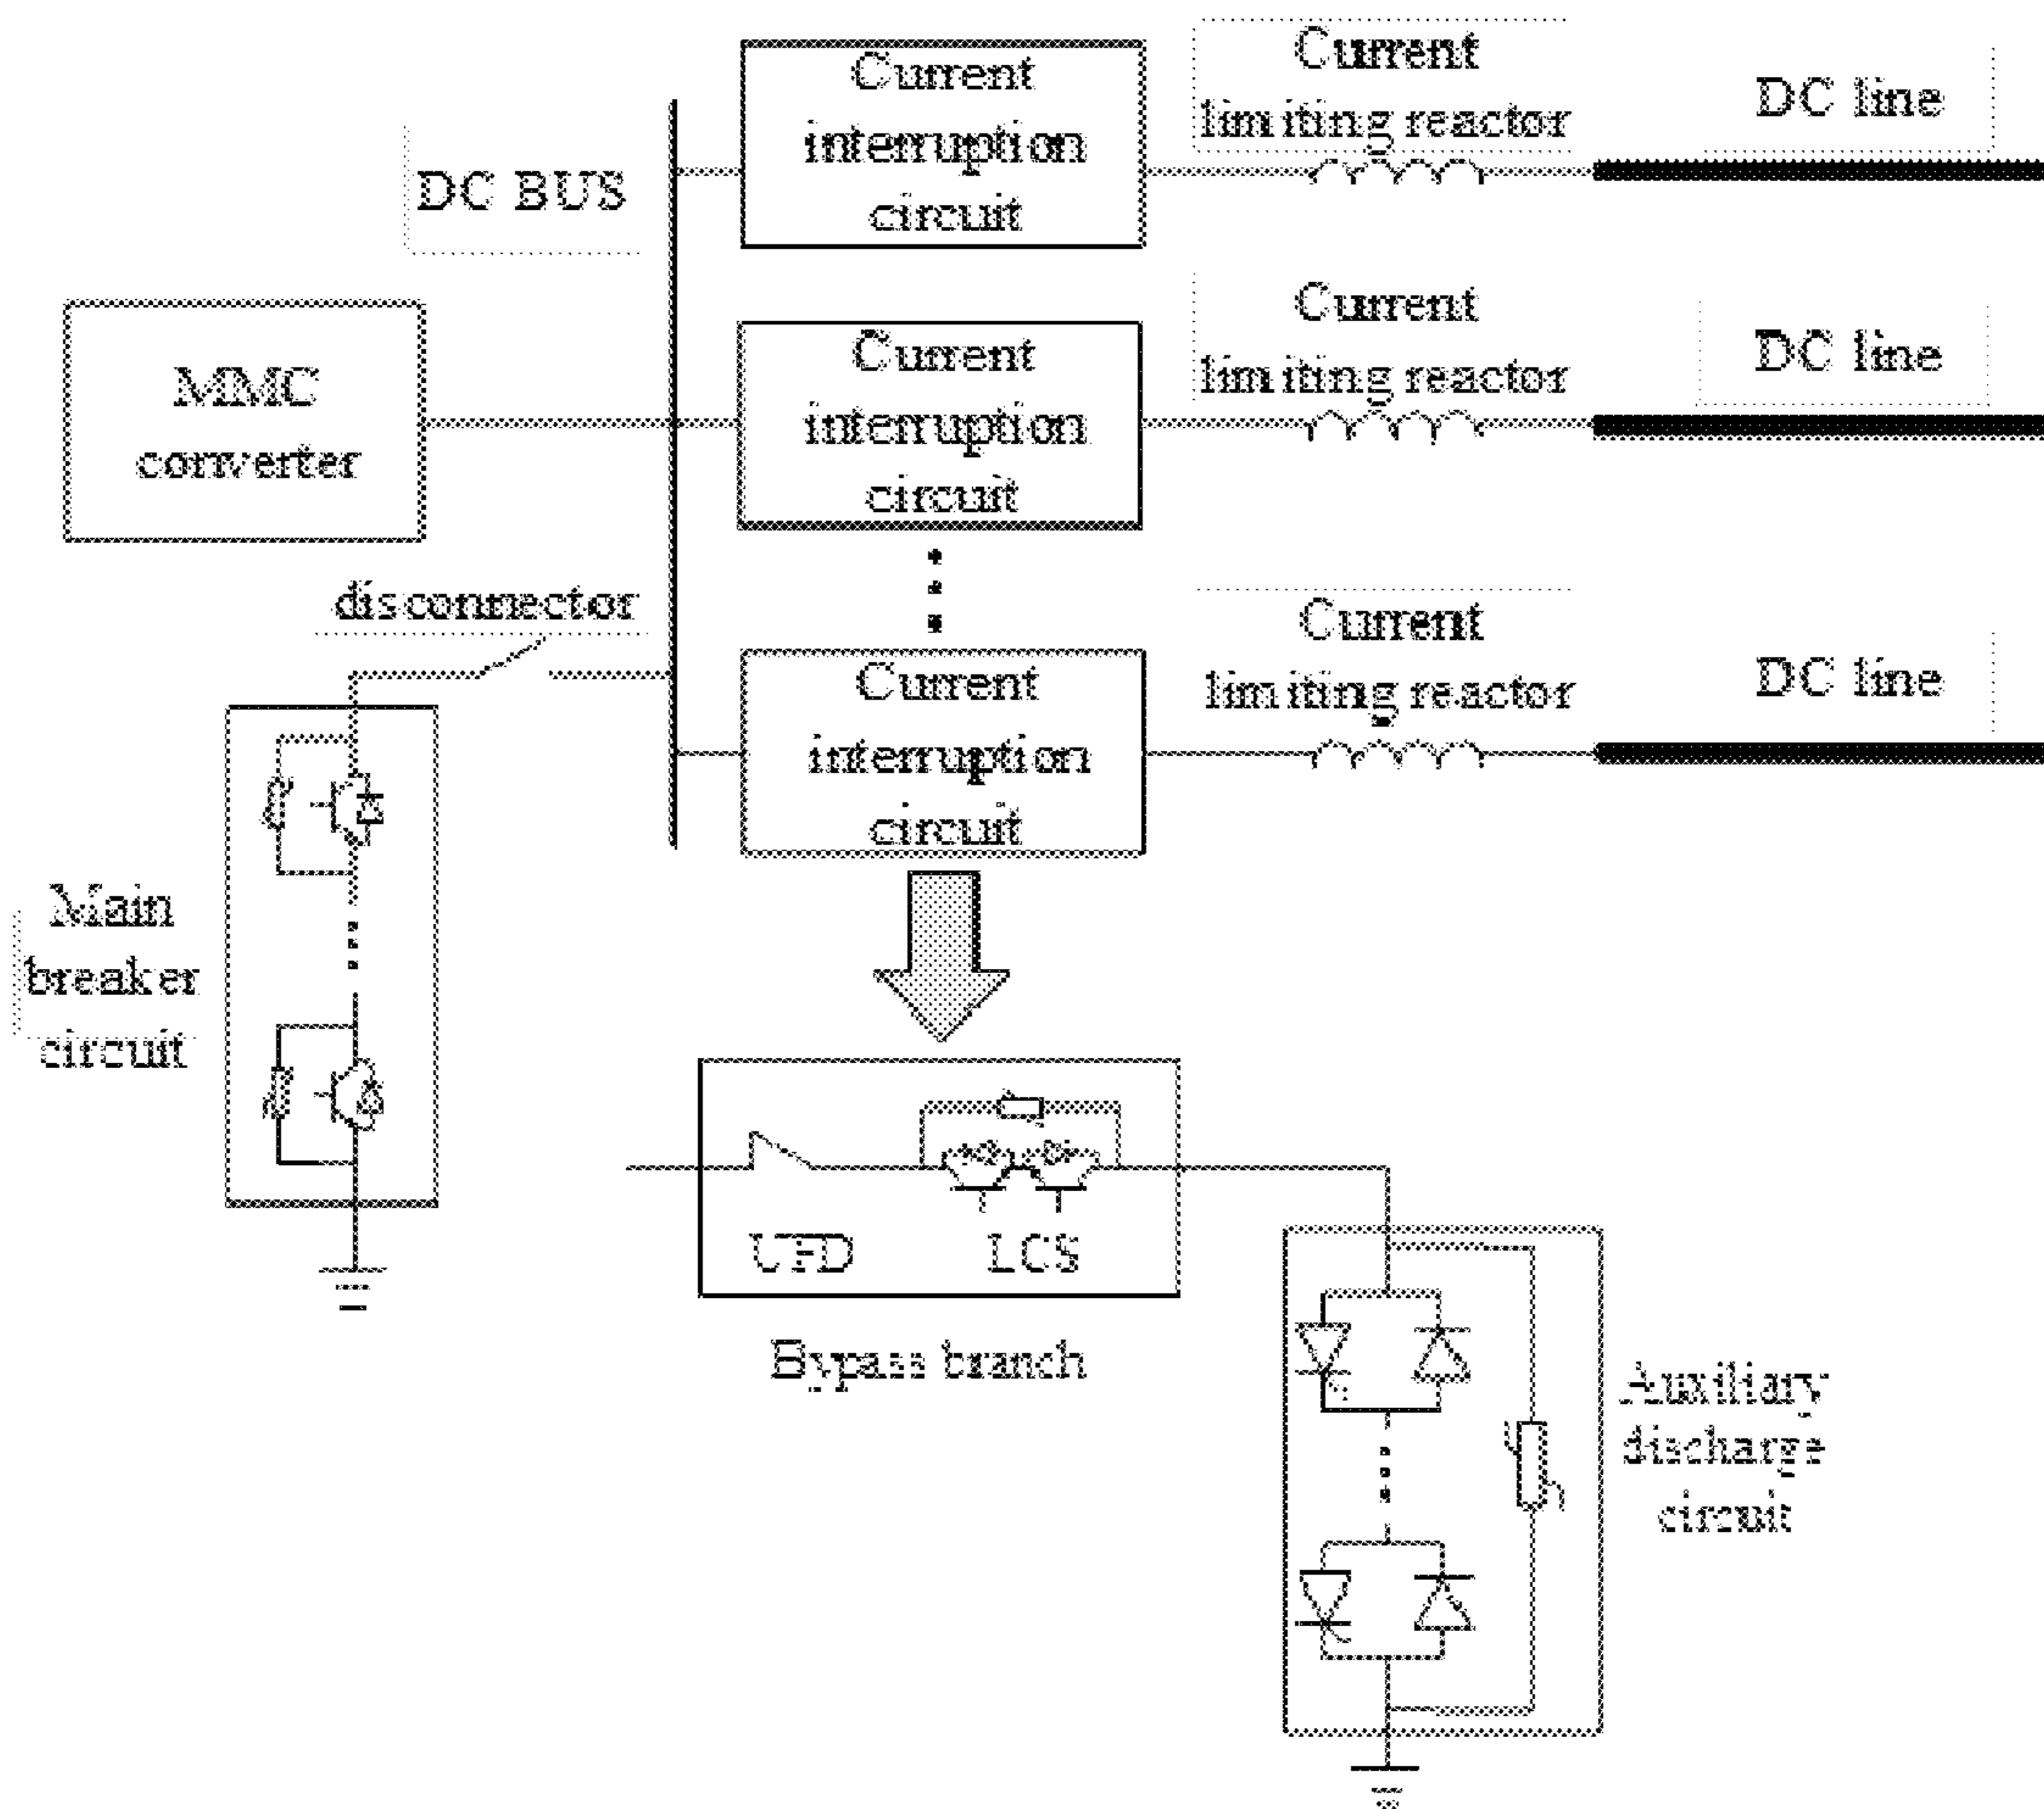 Current
interruption
circuit
Current
limiting reactor
DC line
DC BUS
MMC
converter
Current
interruption
circuit
Current
limiting reactor
DC line
disconnector
Current
interruption
circuit
Current
limiting reactor
DC line
Main
breaker
circuit
UFD
LCS
Bypass branch
Auxiliary
discharge
circuit